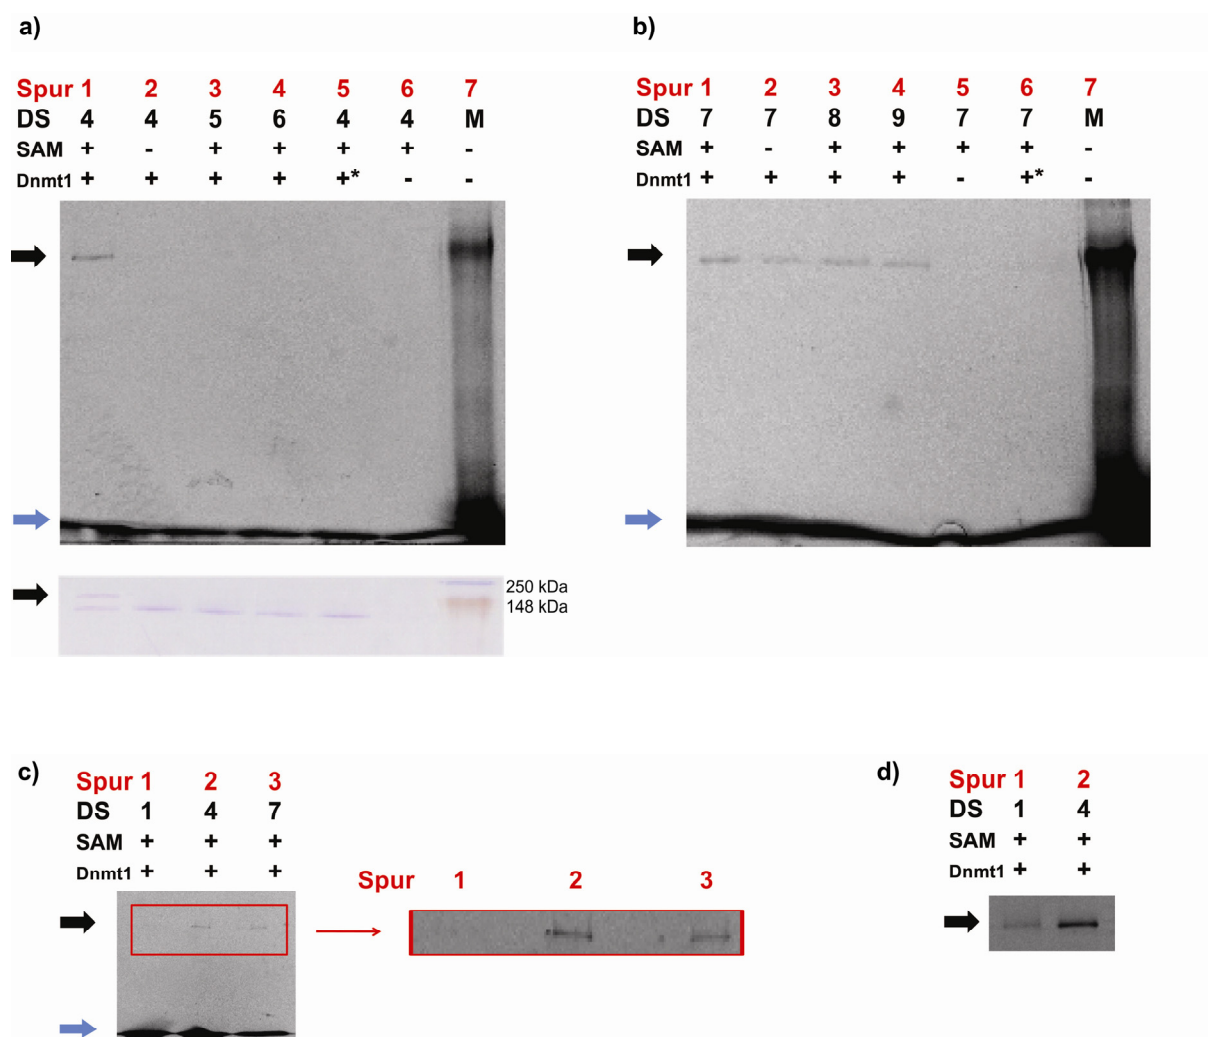 a)
Spur 1 2 3 4 5 6 7
DS 4 4 5 6 4 4 M
SAM + - + + + + -
Dnmt1 + + + + +* - -
250 kDa
148 kDa
b)
Spur 1 2 3 4 5 6 7
DS 7 7 8 9 7 7 M
SAM + - + + + + -
Dnmt1 + + + + - +* -
c)
Spur 1 2 3
DS 1 4 7
SAM + + +
Dnmt1 + + +
Spur 1 2 3
d)
Spur 1 2
DS 1 4
SAM + +
Dnmt1 + +